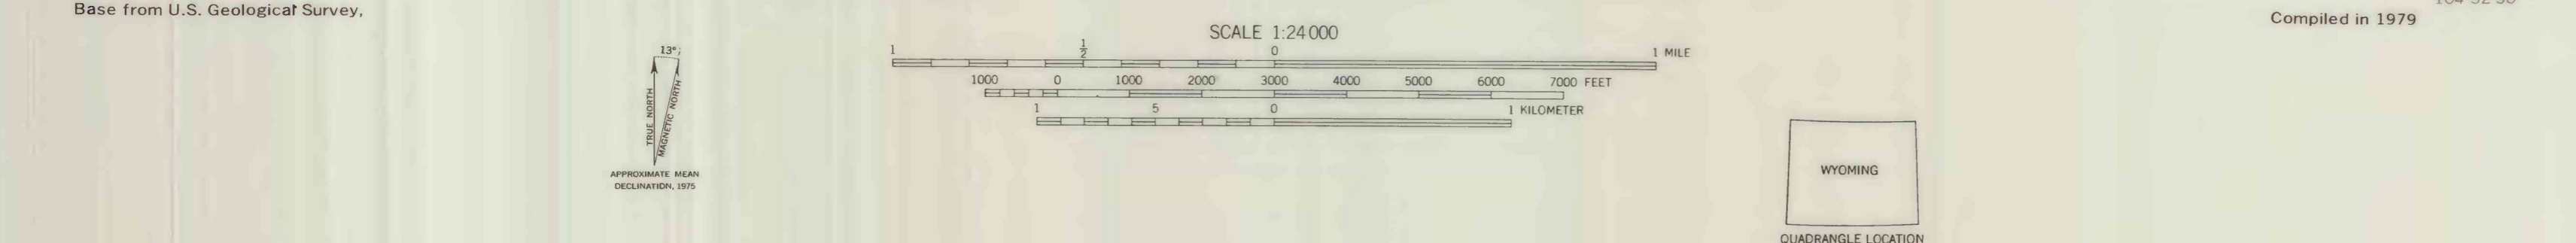 Base from U.S. Geological Survey,
Compiled in 1979
SCALE 1:24 000
1 ½ 0 1 MILE
1000 0 1000 2000 3000 4000 5000 6000 7000 FEET
1 5 0 1 KILOMETER
13°
TRUE NORTH
MAGNETIC NORTH
APPROXIMATE MEAN
DECLINATION, 1975
WYOMING
QUADRANGLE LOCATION